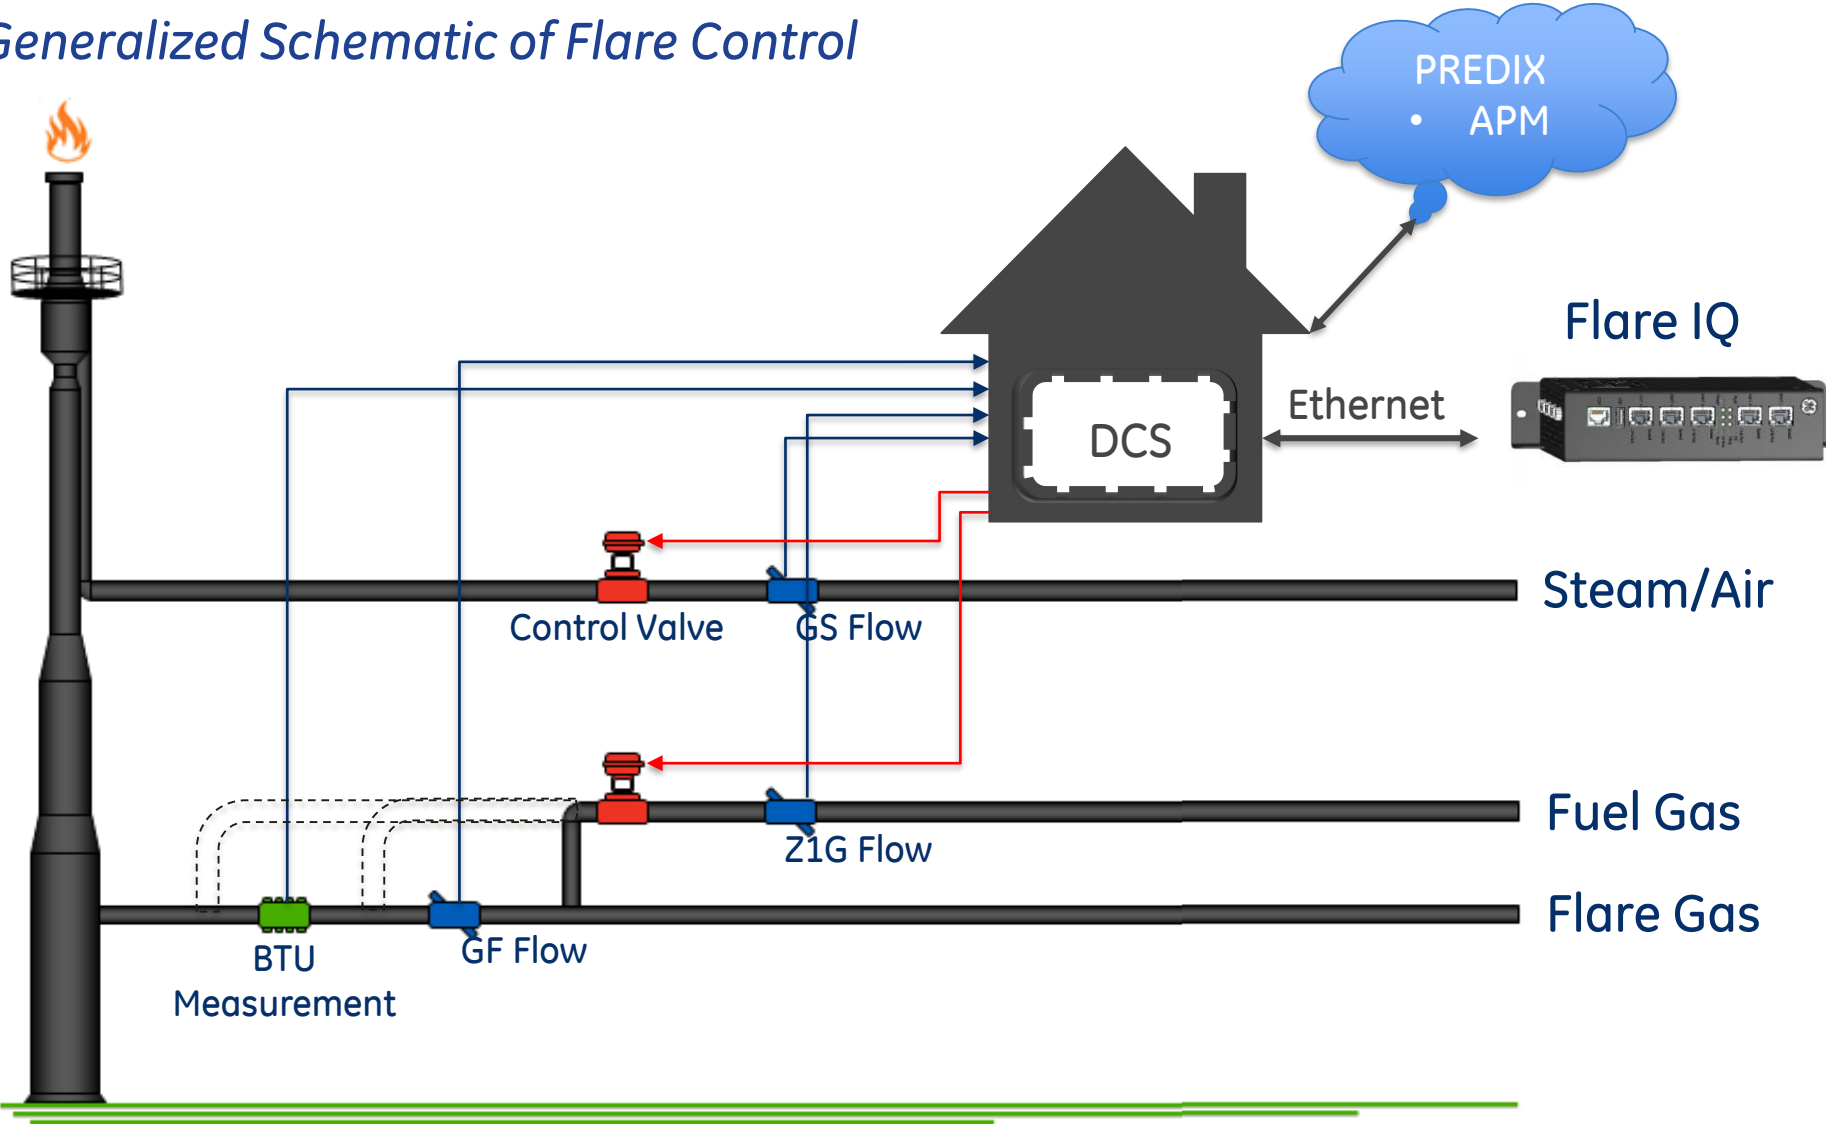 Generalized Schematic of Flare Control
PREDIX
• APM
Flare IQ
Ethernet
DCS
Steam/Air
Control Valve
GS Flow
Fuel Gas
Z1G Flow
Flare Gas
GF Flow
BTU
Measurement